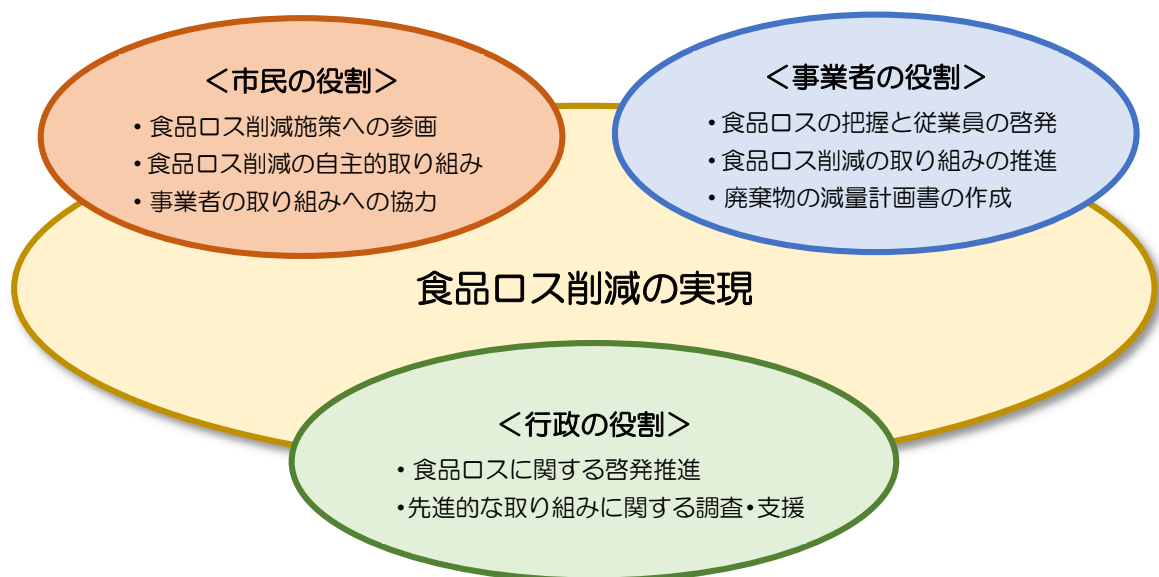 ＜市民の役割＞
・食品ロス削減施策への参画
・食品ロス削減の自主的取り組み
・事業者の取り組みへの協力
＜事業者の役割＞
・食品ロスの把握と従業員の啓発
・食品ロス削減の取り組みの推進
・廃棄物の減量計画書の作成
食品ロス削減の実現
＜行政の役割＞
・食品ロスに関する啓発推進
・先進的な取り組みに関する調査・支援